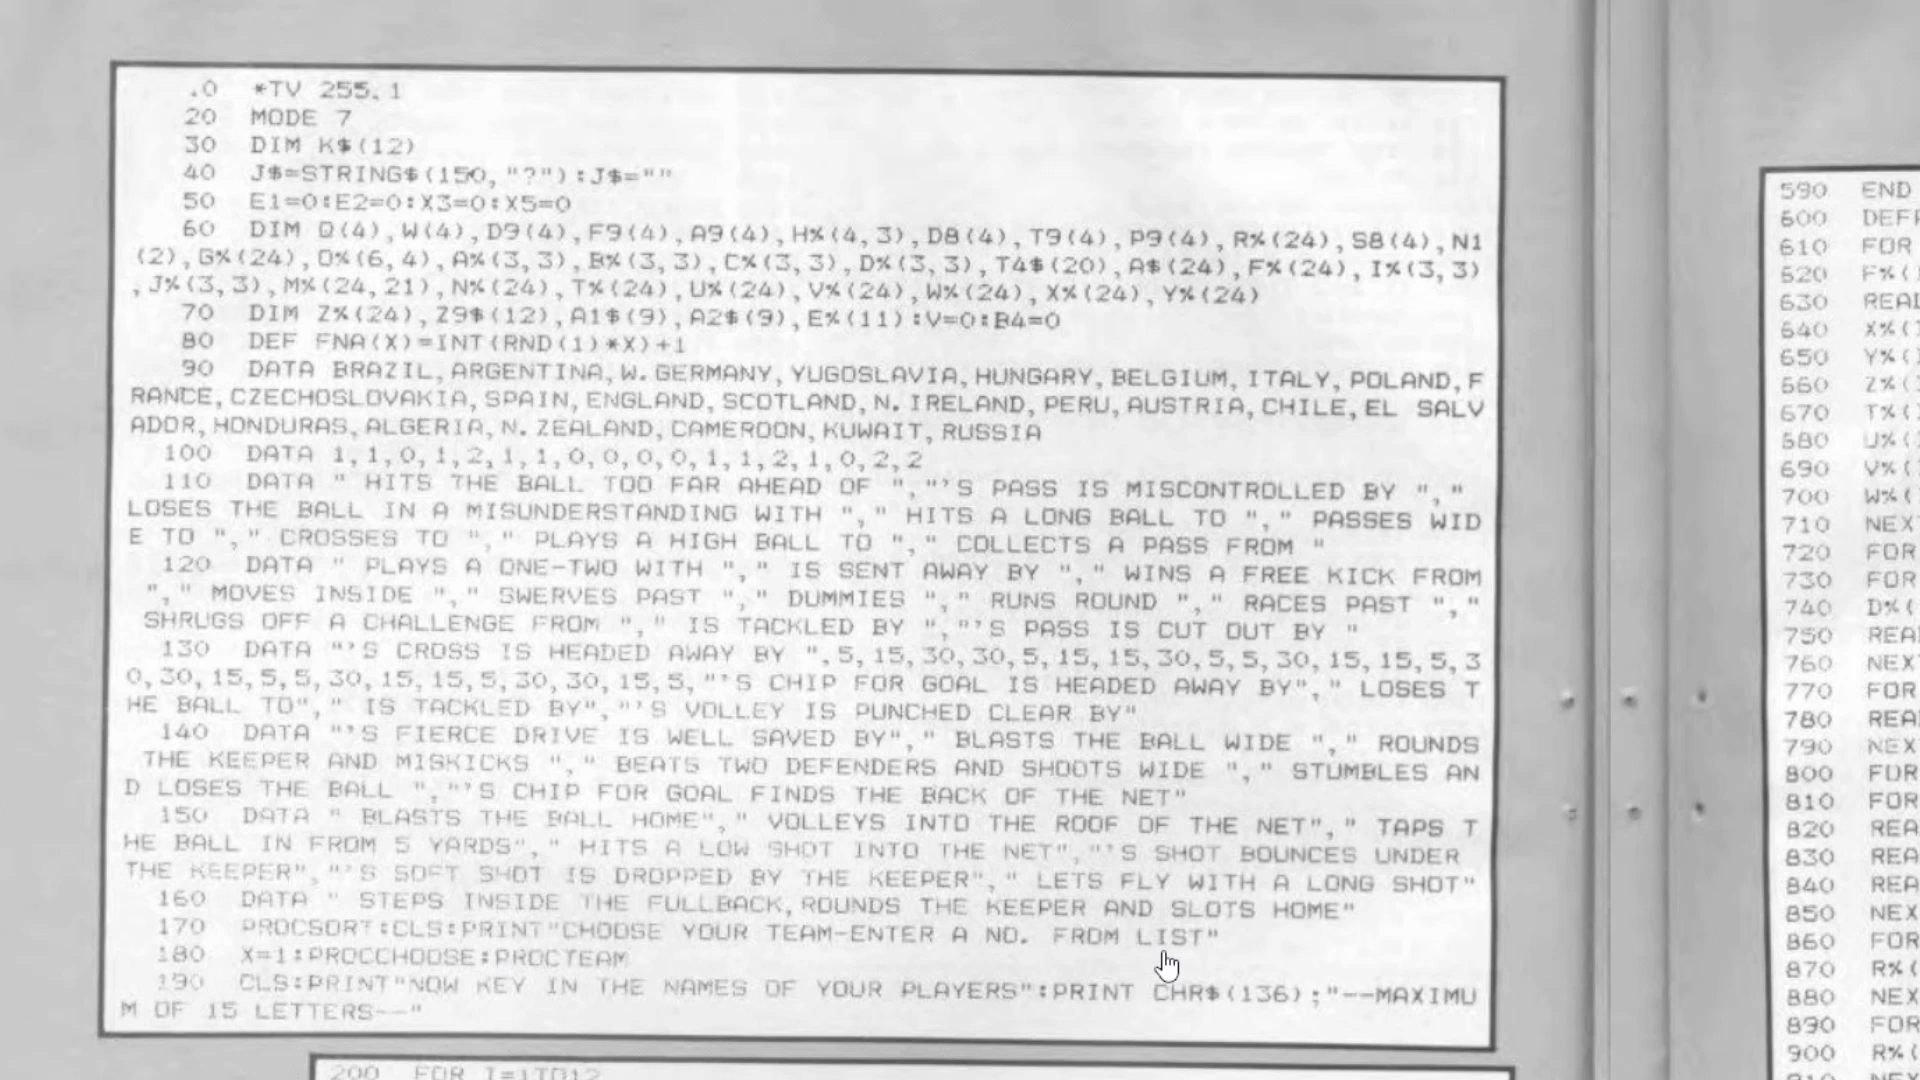 .0 *TV 255,1
20 MODE 7
30 DIM K$(12)
40 J$=STRING$(150,"?"):J$=""
50 E1=0:E2=0:X3=0:X5=0
60 DIM Q(4),W(4),D9(4),F9(4),A9(4),H%(4,3),D8(4),T9(4),P9(4),R%(24),S8(4),N1
(2),G%(24),O%(6,4),A%(3,3),B%(3,3),C%(3,3),D%(3,3),T4$(20),A$(24),F%(24),I%(3,3)
,J%(3,3),M%(24,21),N%(24),T%(24),U%(24),V%(24),W%(24),X%(24),Y%(24)
70 DIM Z%(24),Z9$(12),A1$(9),A2$(9),E%(11):V=0:B4=0
80 DEF FNA(X)=INT(RND(1)*X)+1
90 DATA BRAZIL,ARGENTINA,W.GERMANY,YUGOSLAVIA,HUNGARY,BELGIUM,ITALY,POLAND,F
RANCE,CZECHOSLOVAKIA,SPAIN,ENGLAND,SCOTLAND,N.IRELAND,PERU,AUSTRIA,CHILE,EL SALV
ADOR,HONDURAS,ALGERIA,N.ZEALAND,CAMEROON,KUWAIT,RUSSIA
100 DATA 1,1,0,1,2,1,1,0,0,0,0,1,1,2,1,0,2,2
110 DATA " HITS THE BALL TOO FAR AHEAD OF ","'S PASS IS MISCONTROLLED BY ","
LOSES THE BALL IN A MISUNDERSTANDING WITH "," HITS A LONG BALL TO "," PASSES WID
E TO "," CROSSES TO "," PLAYS A HIGH BALL TO "," COLLECTS A PASS FROM "
120 DATA " PLAYS A ONE-TWO WITH "," IS SENT AWAY BY "," WINS A FREE KICK FROM
"," MOVES INSIDE "," SWERVES PAST "," DUMMIES "," RUNS ROUND "," RACES PAST ","
SHRUGS OFF A CHALLENGE FROM "," IS TACKLED BY ","'S PASS IS CUT OUT BY "
130 DATA "'S CROSS IS HEADED AWAY BY ",5,15,30,30,5,15,15,30,5,5,30,15,15,5,3
0,30,15,5,5,30,15,15,5,30,30,15,5,"'S CHIP FOR GOAL IS HEADED AWAY BY"," LOSES T
HE BALL TO"," IS TACKLED BY","'S VOLLEY IS PUNCHED CLEAR BY"
140 DATA "'S FIERCE DRIVE IS WELL SAVED BY"," BLASTS THE BALL WIDE "," ROUNDS
THE KEEPER AND MISKICKS "," BEATS TWO DEFENDERS AND SHOOTS WIDE "," STUMBLES AN
D LOSES THE BALL ","'S CHIP FOR GOAL FINDS THE BACK OF THE NET"
150 DATA " BLASTS THE BALL HOME"," VOLLEYS INTO THE ROOF OF THE NET"," TAPS T
HE BALL IN FROM 5 YARDS"," HITS A LOW SHOT INTO THE NET","'S SHOT BOUNCES UNDER
THE KEEPER","'S SOFT SHOT IS DROPPED BY THE KEEPER"," LETS FLY WITH A LONG SHOT"
160 DATA " STEPS INSIDE THE FULLBACK,ROUNDS THE KEEPER AND SLOTS HOME"
170 PROCSORT:CLS:PRINT"CHOOSE YOUR TEAM-ENTER A NO. FROM LIST"
180 X=1:PROCCHOOSE:PROCTEAM
190 CLS:PRINT"NOW KEY IN THE NAMES OF YOUR PLAYERS":PRINT CHR$(136);"--MAXIMU
M OF 15 LETTERS--"
200 FOR I=1TO12
590 END
600 DEF
610 FOR
620 F%(
630 READ
640 X%(
650 Y%(
660 Z%(
670 T%(
680 U%(
690 V%(
700 W%(
710 NEX
720 FOR
730 FOR
740 D%(
750 REA
760 NEX
770 FOR
780 REA
790 NEX
800 FOR
810 FOR
820 REA
830 REA
840 REA
850 NEX
860 FOR
870 R%(
880 NEX
890 FOR
900 R%(